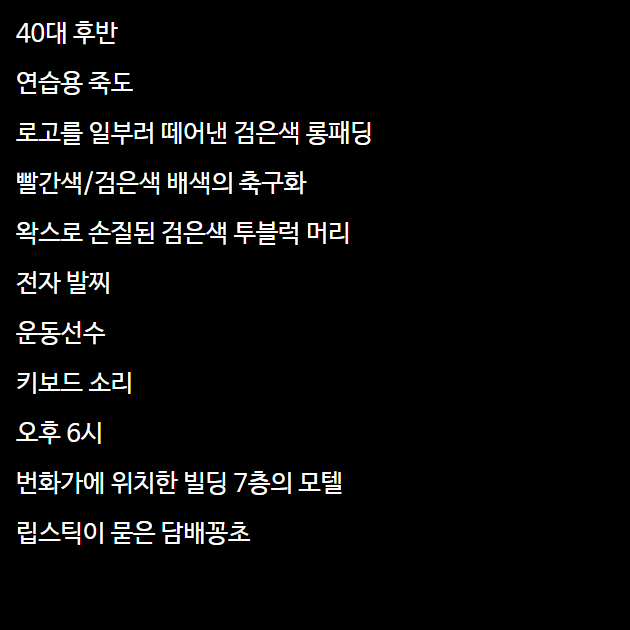 40대 후반
연습용 죽도
로고를 일부러 떼어낸 검은색 롱패딩
빨간색/검은색 배색의 축구화
왁스로 손질된 검은색 투블럭 머리
전자 발찌
운동선수
키보드 소리
오후 6시
번화가에 위치한 빌딩 7층의 모텔
립스틱이 묻은 담배꽁초